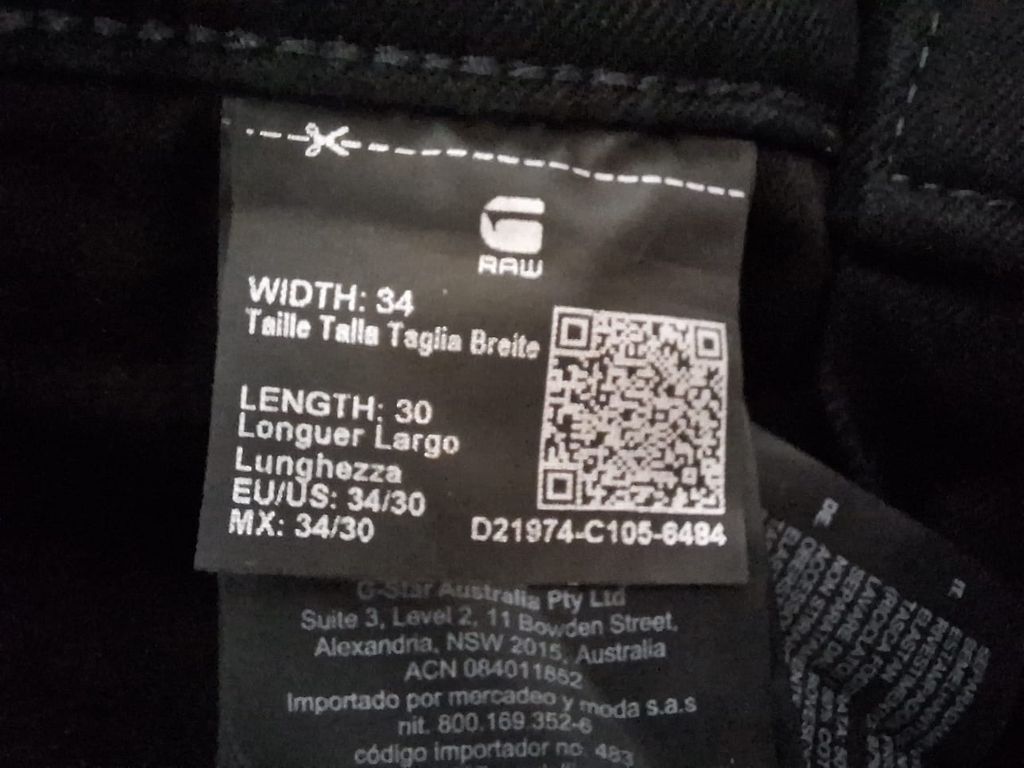 RAW
WIDTH: 34
Taille Talla Taglia Breite
LENGTH: 30
Longuer Largo
Lunghezza
EU/US: 34/30
MX: 34/30
D21974-C105-6484
G-Star Australia Pty Ltd
Suite 3, Level 2, 11 Bowden Street,
Alexandria, NSW 2015, Australia
ACN 084011852
Importado por mercadeo y moda s.a.s
nit. 800.169.352-6
código importador no. 483